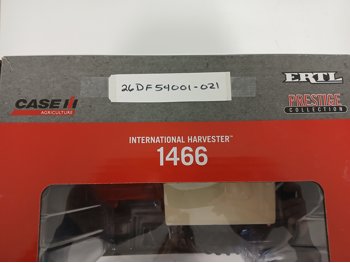 26DF54001-021
ERTL
CASE IH
AGRICULTURE
PRESTIGE
COLLECTION
INTERNATIONAL HARVESTER™
1466